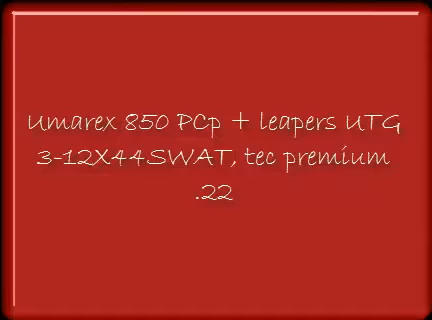 Umarex 850 PCp + leapers UTG
3-12X44SWAT, tec premium
.22